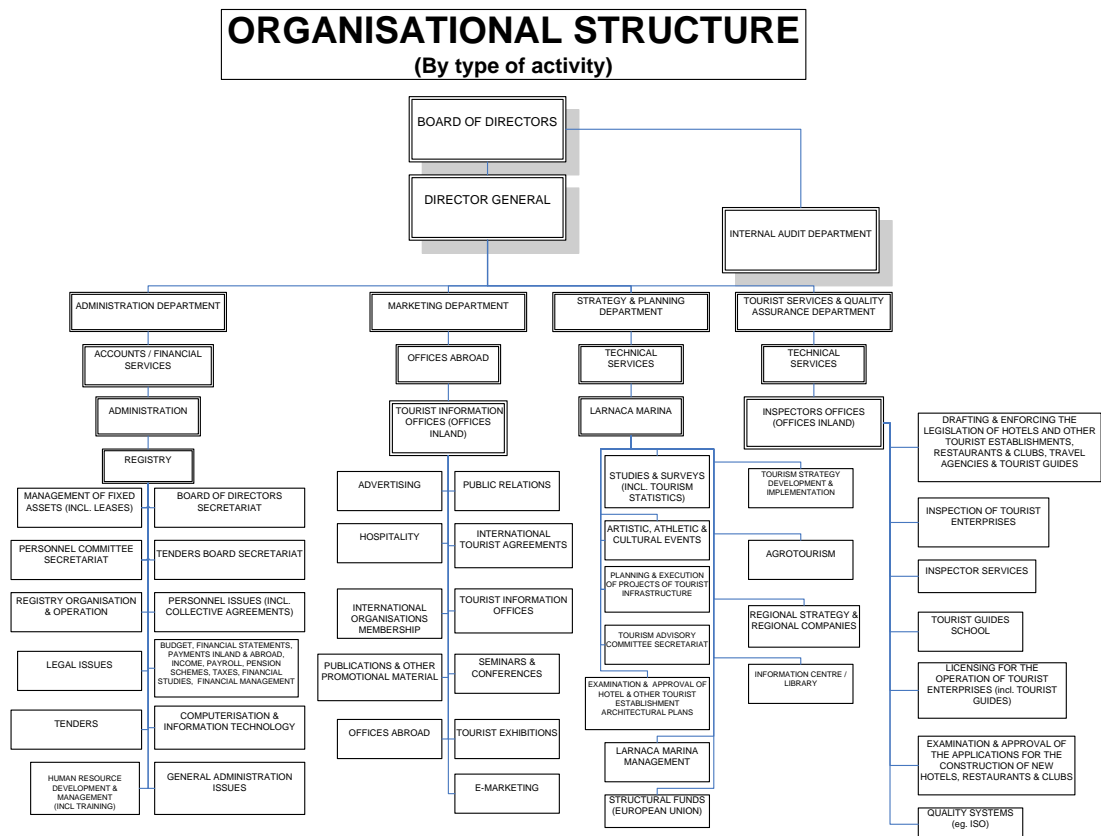 ORGANISATIONAL STRUCTURE
(By type of activity)
BOARD OF DIRECTORS
DIRECTOR GENERAL
INTERNAL AUDIT DEPARTMENT
ADMINISTRATION DEPARTMENT
MARKETING DEPARTMENT
STRATEGY & PLANNING
DEPARTMENT
TOURIST SERVICES & QUALITY
ASSURANCE DEPARTMENT
ACCOUNTS / FINANCIAL
SERVICES
OFFICES ABROAD
TECHNICAL
SERVICES
TECHNICAL
SERVICES
ADMINISTRATION
TOURIST INFORMATION
OFFICES (OFFICES
INLAND)
LARNACA MARINA
INSPECTORS OFFICES
(OFFICES INLAND)
REGISTRY
MANAGEMENT OF FIXED
ASSETS (INCL. LEASES)
BOARD OF DIRECTORS
SECRETARIAT
PERSONNEL COMMITTEE
SECRETARIAT
TENDERS BOARD SECRETARIAT
REGISTRY ORGANISATION
& OPERATION
PERSONNEL ISSUES (INCL.
COLLECTIVE AGREEMENTS)
LEGAL ISSUES
BUDGET, FINANCIAL STATEMENTS,
PAYMENTS INLAND & ABROAD,
INCOME, PAYROLL, PENSION
SCHEMES, TAXES, FINANCIAL
STUDIES, FINANCIAL MANAGEMENT
TENDERS
COMPUTERISATION &
INFORMATION TECHNOLOGY
HUMAN RESOURCE
DEVELOPMENT &
MANAGEMENT
(INCL TRAINING)
GENERAL ADMINISTRATION
ISSUES
ADVERTISING
PUBLIC RELATIONS
HOSPITALITY
INTERNATIONAL
TOURIST AGREEMENTS
INTERNATIONAL
ORGANISATIONS
MEMBERSHIP
TOURIST INFORMATION
OFFICES
PUBLICATIONS & OTHER
PROMOTIONAL MATERIAL
SEMINARS &
CONFERENCES
OFFICES ABROAD
TOURIST EXHIBITIONS
E-MARKETING
STUDIES & SURVEYS
(INCL. TOURISM
STATISTICS)
TOURISM STRATEGY
DEVELOPMENT &
IMPLEMENTATION
ARTISTIC, ATHLETIC &
CULTURAL EVENTS
AGROTOURISM
PLANNING & EXECUTION
OF PROJECTS OF TOURIST
INFRASTRUCTURE
REGIONAL STRATEGY &
REGIONAL COMPANIES
TOURISM ADVISORY
COMMITTEE SECRETARIAT
INFORMATION CENTRE /
LIBRARY
EXAMINATION & APPROVAL OF
HOTEL & OTHER TOURIST
ESTABLISHMENT
ARCHITECTURAL PLANS
LARNACA MARINA
MANAGEMENT
STRUCTURAL FUNDS
(EUROPEAN UNION)
DRAFTING & ENFORCING THE
LEGISLATION OF HOTELS AND OTHER
TOURIST ESTABLISHMENTS,
RESTAURANTS & CLUBS, TRAVEL
AGENCIES & TOURIST GUIDES
INSPECTION OF TOURIST
ENTERPRISES
INSPECTOR SERVICES
TOURIST GUIDES
SCHOOL
LICENSING FOR THE
OPERATION OF TOURIST
ENTERPRISES (incl. TOURIST
GUIDES)
EXAMINATION & APPROVAL OF
THE APPLICATIONS FOR THE
CONSTRUCTION OF NEW
HOTELS, RESTAURANTS & CLUBS
QUALITY SYSTEMS
(eg. ISO)